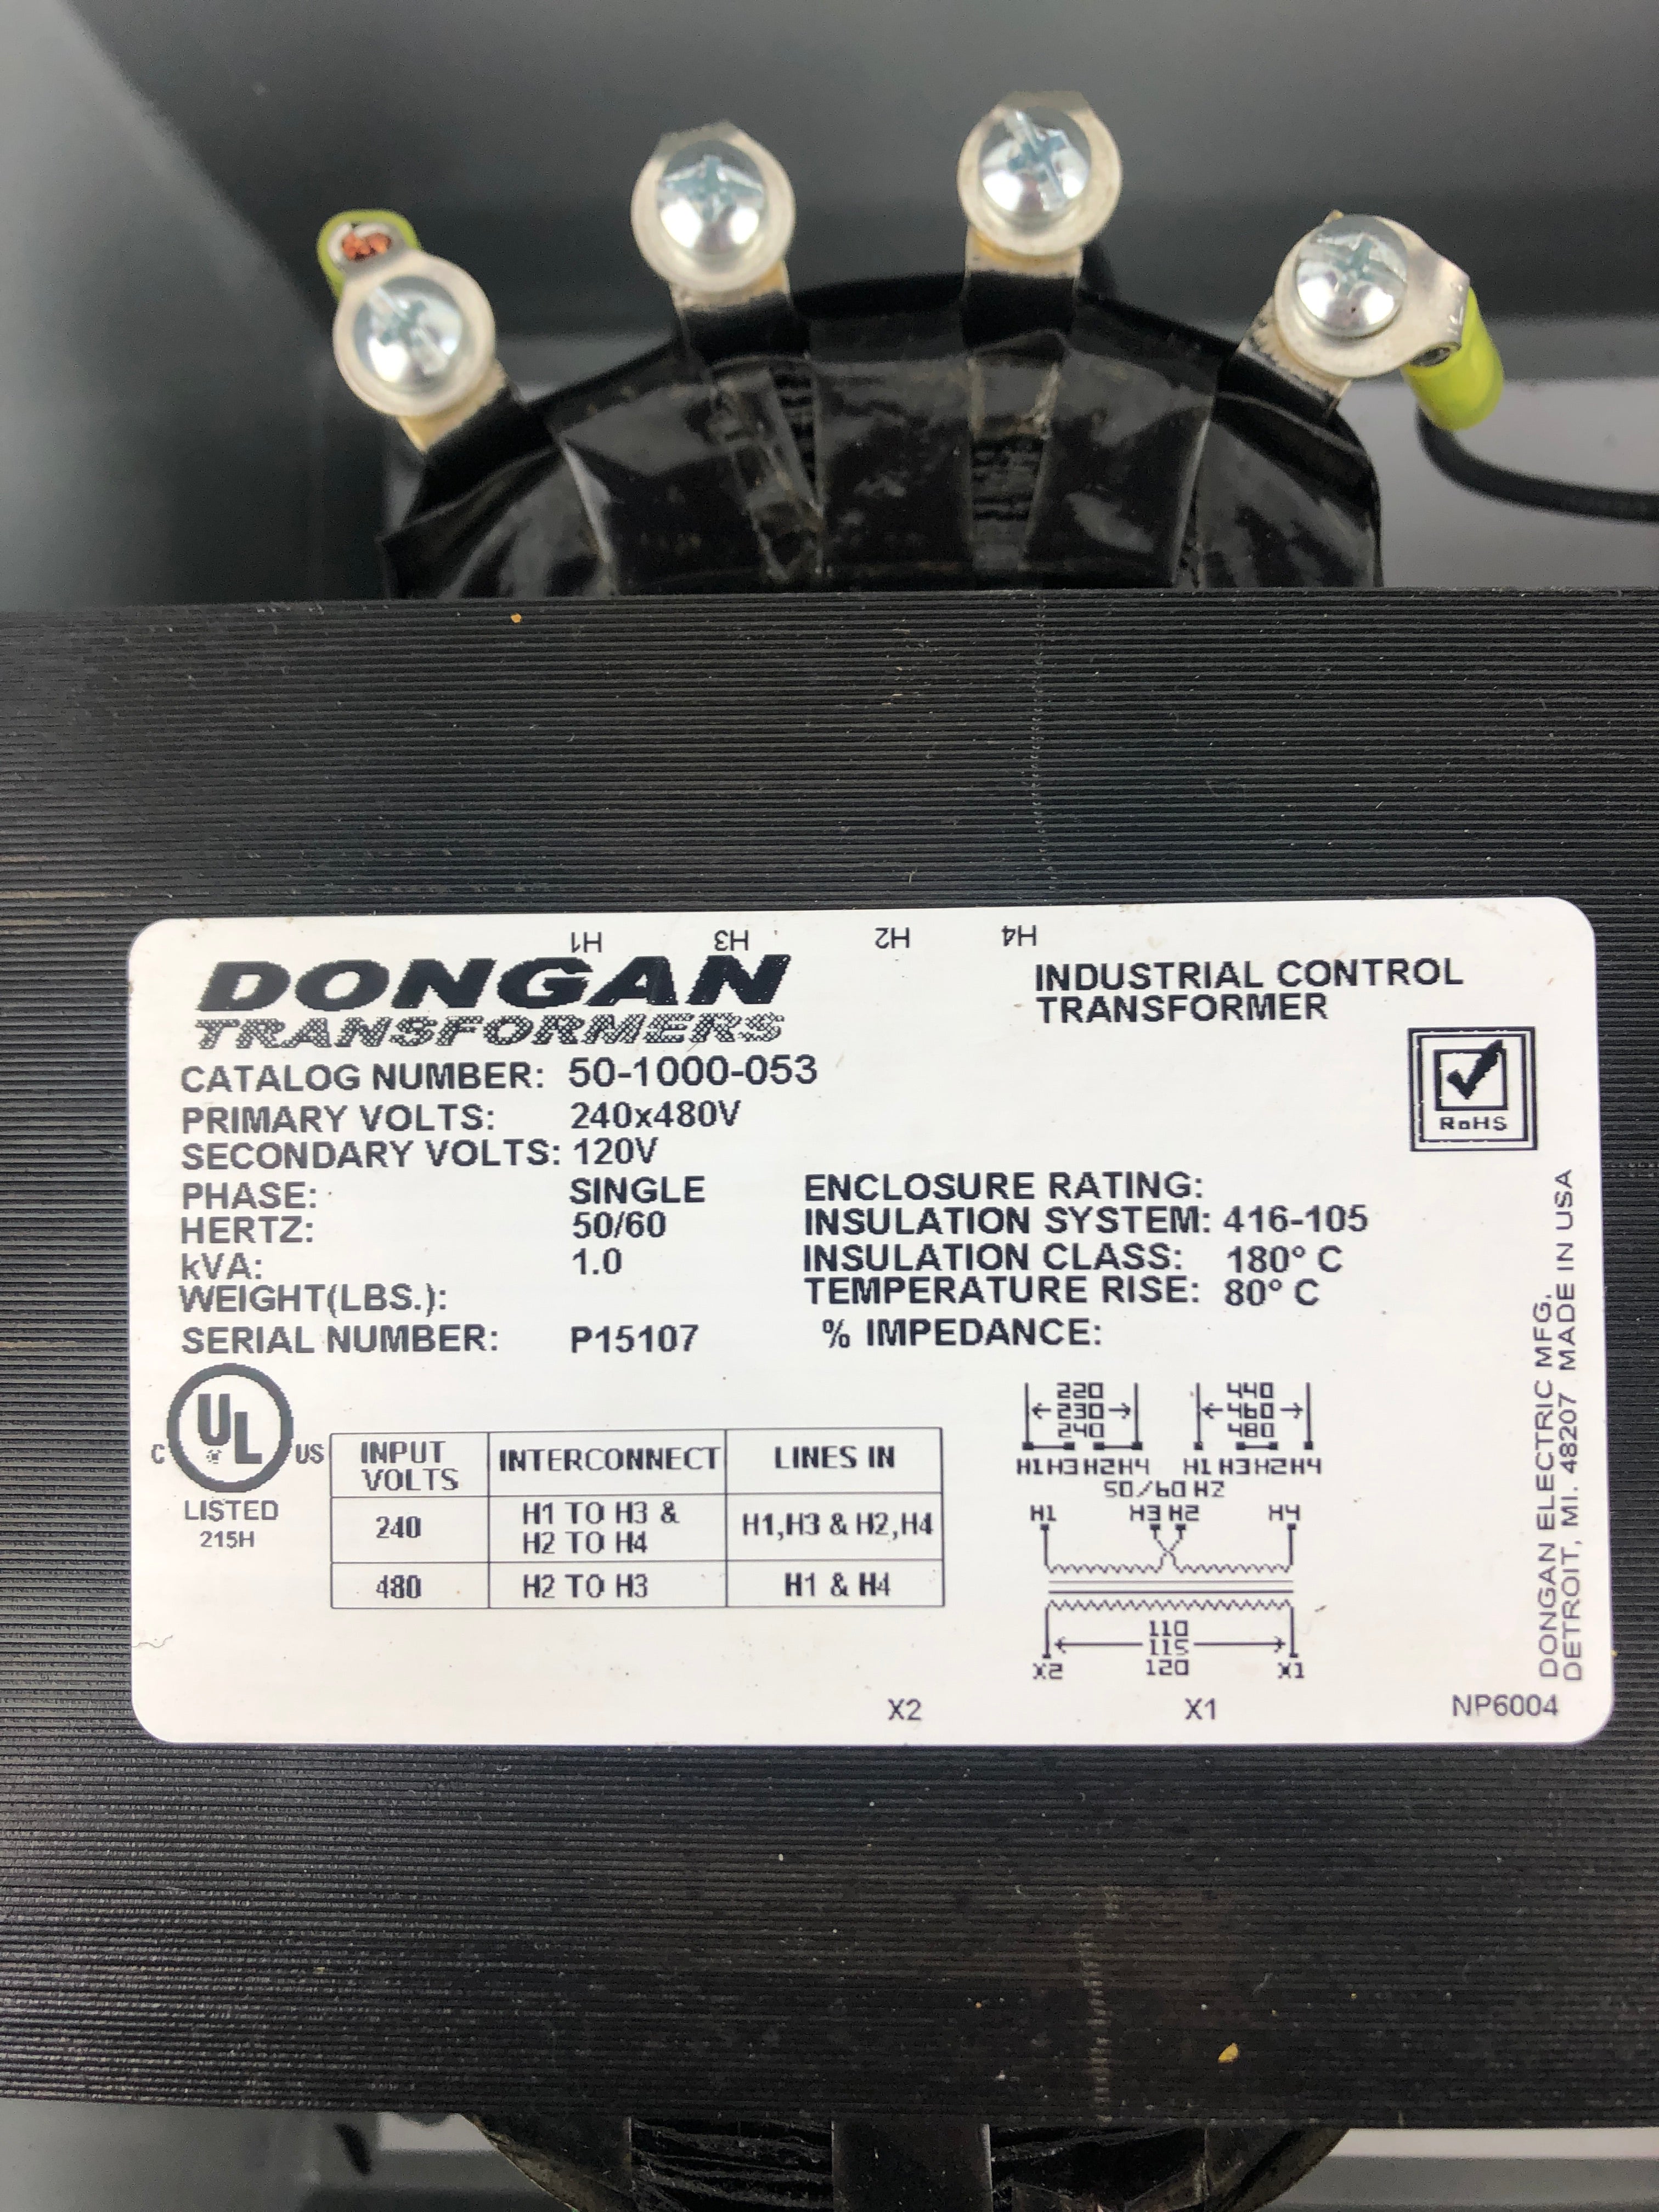 H1 H3 H2 H4
DONGAN
TRANSFORMERS
INDUSTRIAL CONTROL
TRANSFORMER
CATALOG NUMBER: 50-1000-053
PRIMARY VOLTS: 240x480V
SECONDARY VOLTS: 120V
PHASE: SINGLE
HERTZ: 50/60
kVA: 1.0
WEIGHT(LBS.):
SERIAL NUMBER: P15107
RoHS
ENCLOSURE RATING:
INSULATION SYSTEM: 416-105
INSULATION CLASS: 180° C
TEMPERATURE RISE: 80° C
% IMPEDANCE:
C UL US
LISTED
215H
INPUT VOLTS INTERCONNECT LINES IN
240 H1 TO H3 & H2 TO H4 H1,H3 & H2,H4
480 H2 TO H3 H1 & H4
220 440
230 460
240 480
H1 H3 H2 H4 H1 H3 H2 H4
50/60 HZ
H1 H3 H2 H4
110
115
X2 120 X1
X2 X1
NP6004
DONGAN ELECTRIC MFG.
DETROIT, MI. 48207 MADE IN USA